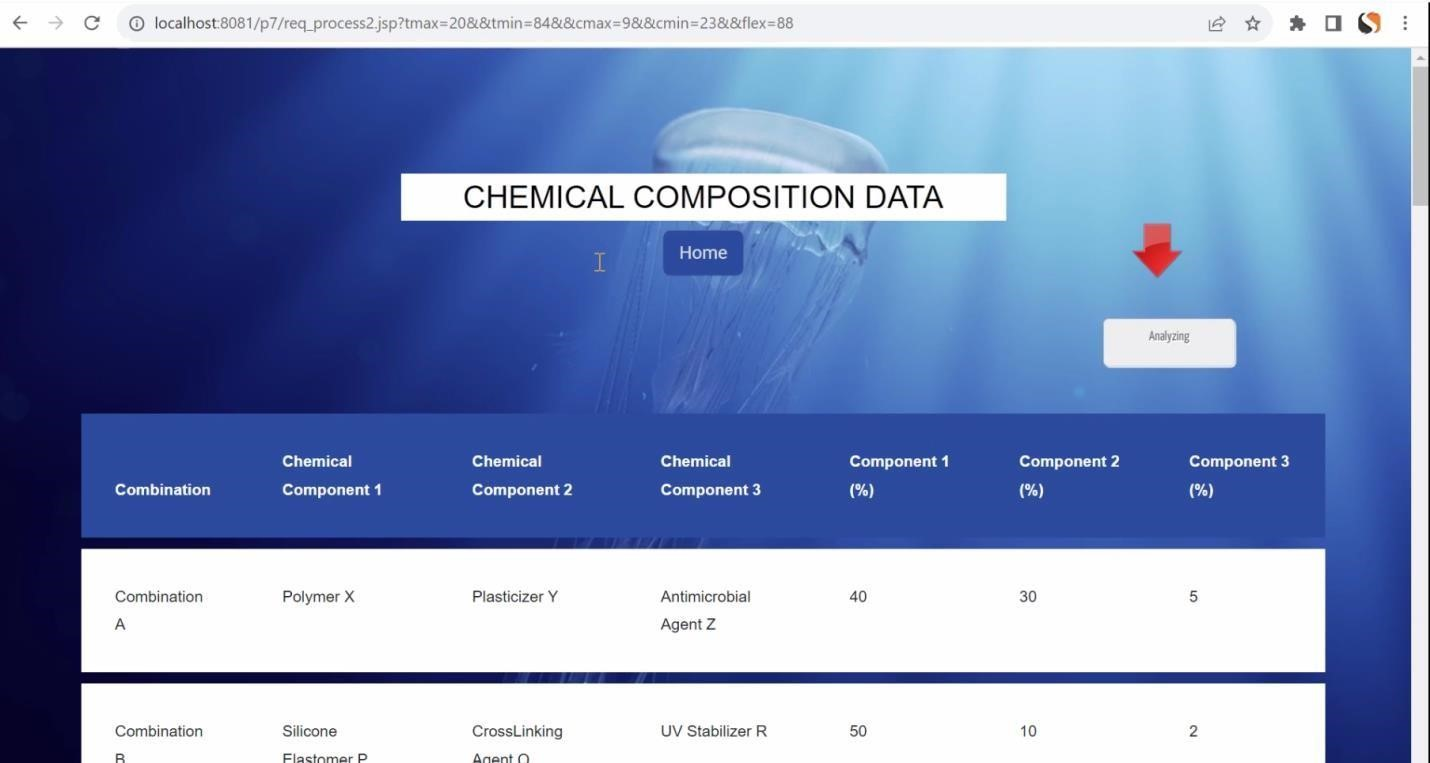 localhost:8081/p7/req_process2.jsp?tmax=20&&tmin=84&&cmax=9&&cmin=23&&flex=88
CHEMICAL COMPOSITION DATA
Home
Analyzing
Combination Chemical Component 1 Chemical Component 2 Chemical Component 3 Component 1 (%) Component 2 (%) Component 3 (%)
Combination A Polymer X Plasticizer Y Antimicrobial Agent Z 40 30 5
Combination B Silicone Elastomer P CrossLinking Agent Q UV Stabilizer R 50 10 2